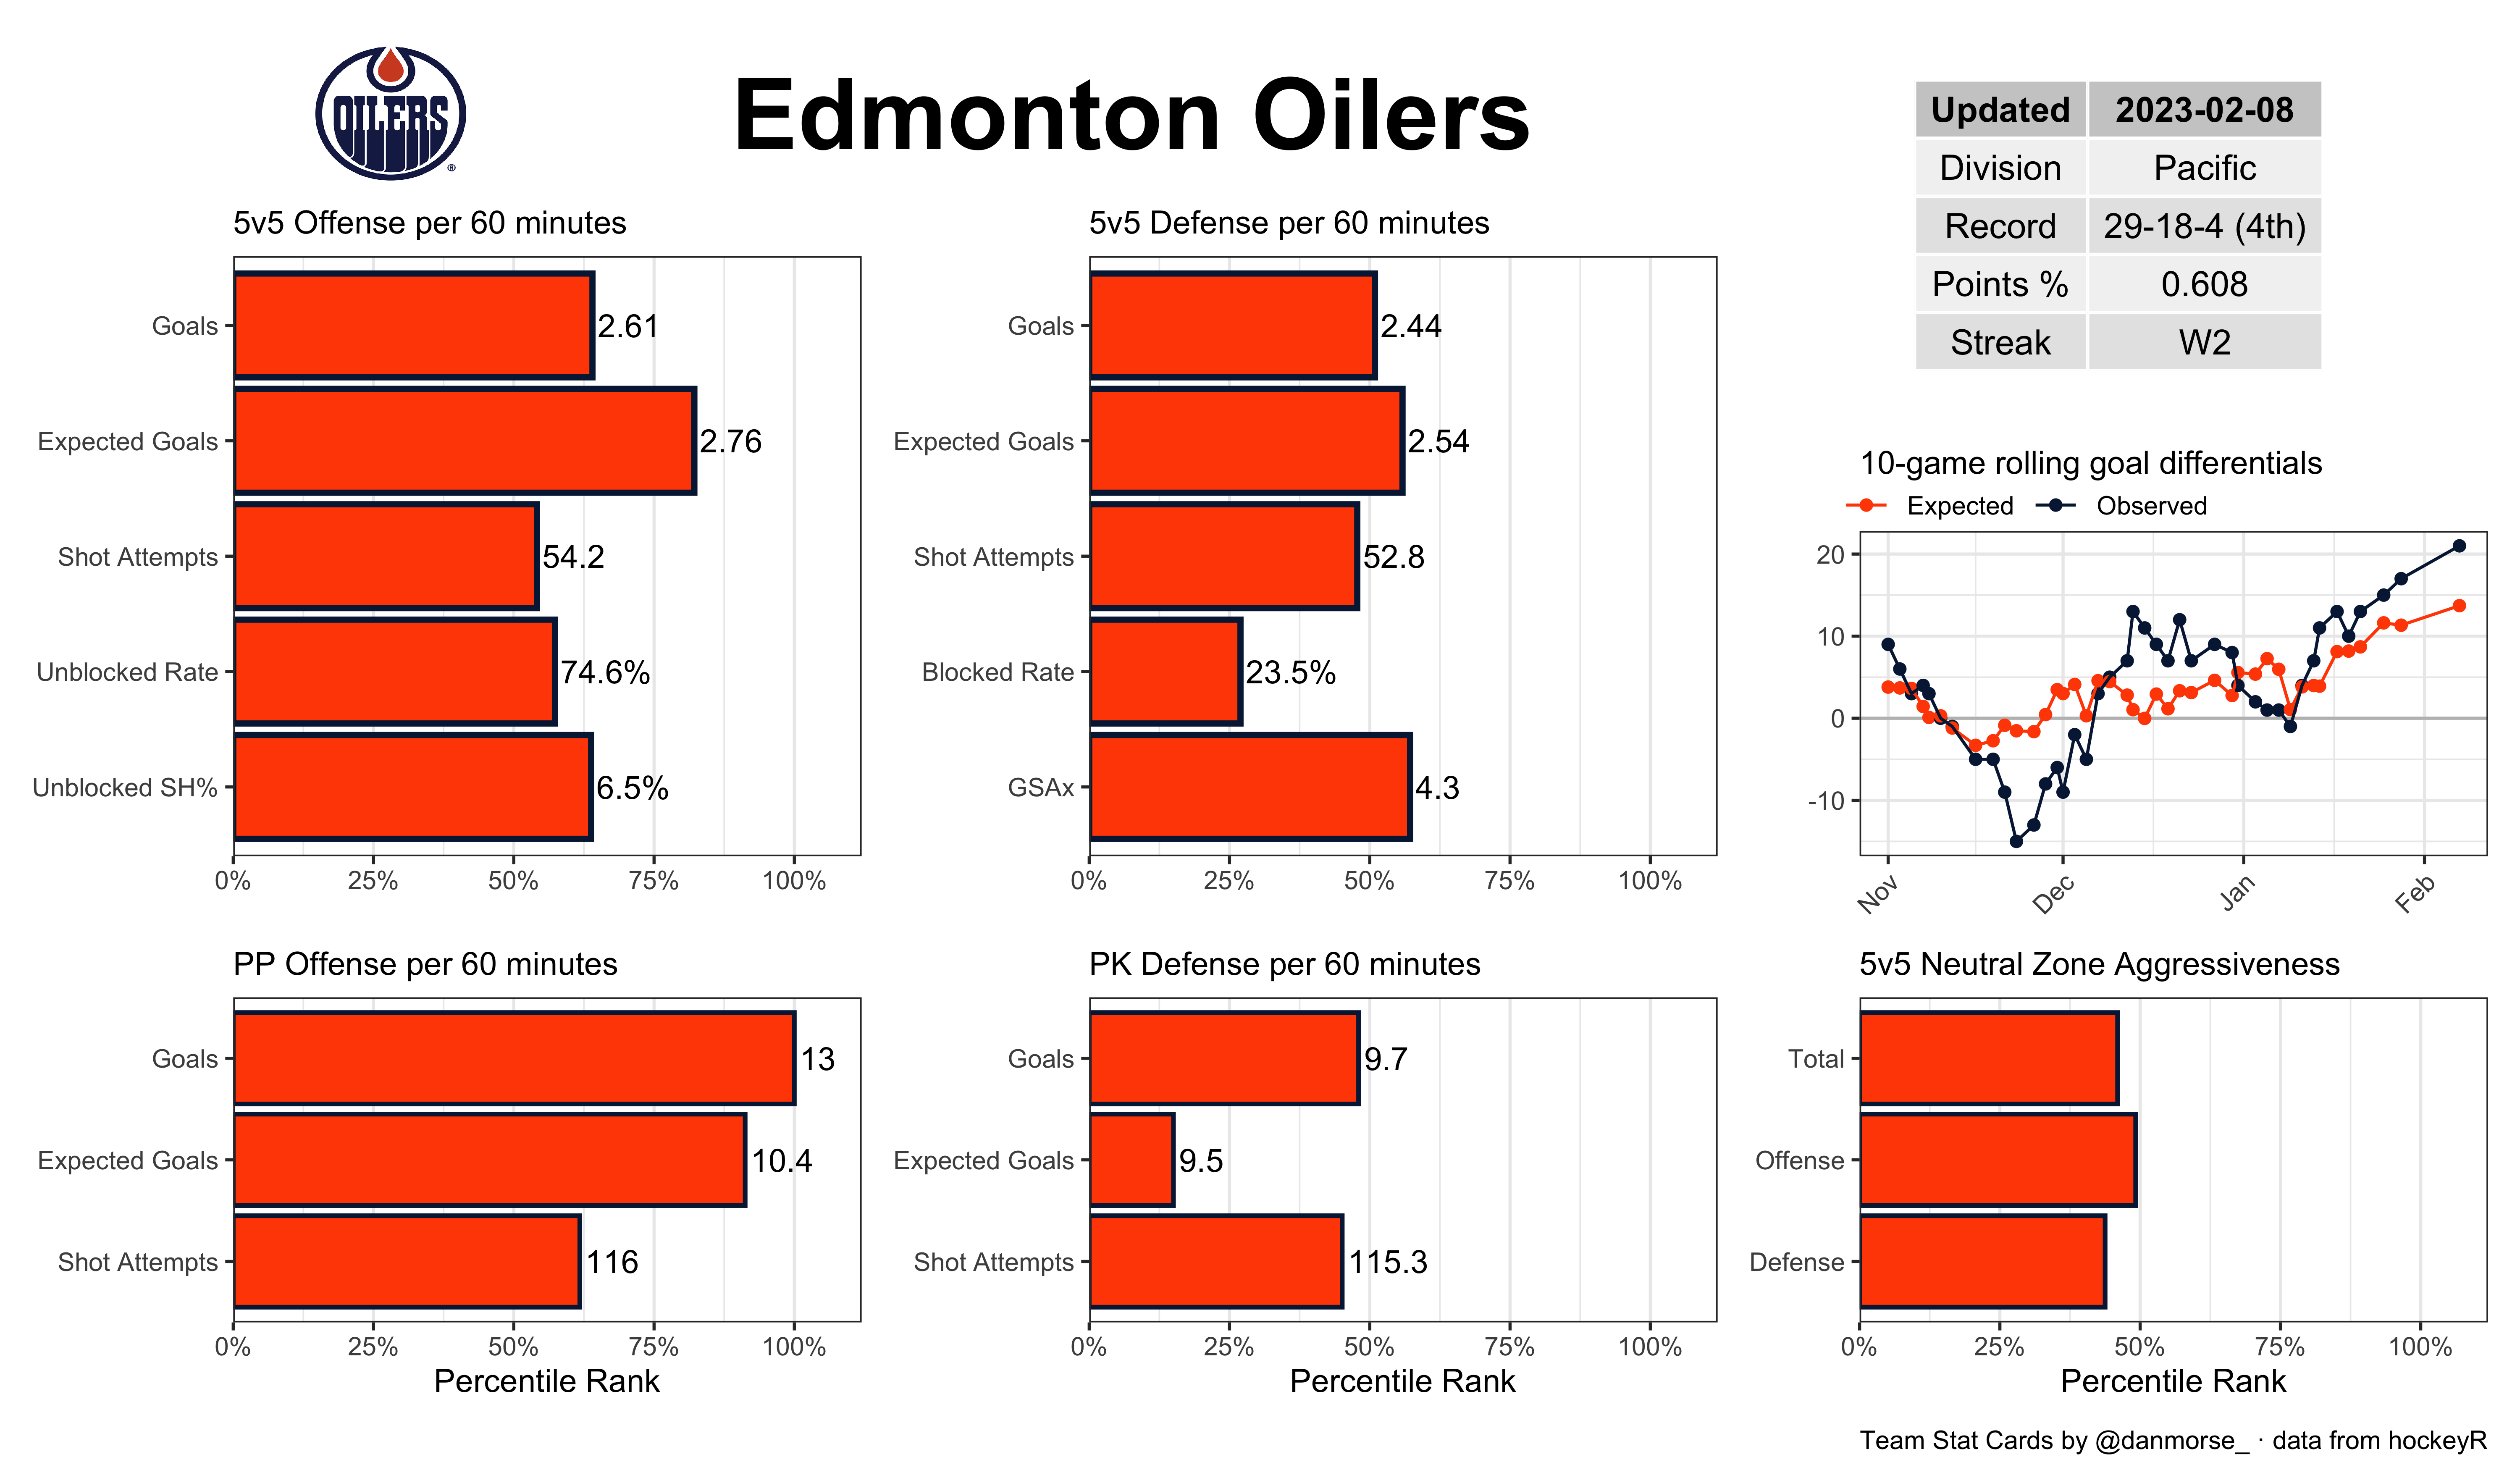 OILERS
®
Edmonton Oilers
Updated 2023-02-08
Division Pacific
Record 29-18-4 (4th)
Points % 0.608
Streak W2
5v5 Offense per 60 minutes
Goals 2.61
Expected Goals 2.76
Shot Attempts 54.2
Unblocked Rate 74.6%
Unblocked SH% 6.5%
0% 25% 50% 75% 100%
5v5 Defense per 60 minutes
Goals 2.44
Expected Goals 2.54
Shot Attempts 52.8
Blocked Rate 23.5%
GSAx 4.3
0% 25% 50% 75% 100%
10-game rolling goal differentials
Expected Observed
20
10
0
-10
Nov Dec Jan Feb
PP Offense per 60 minutes
Goals 13
Expected Goals 10.4
Shot Attempts 116
0% 25% 50% 75% 100%
Percentile Rank
PK Defense per 60 minutes
Goals 9.7
Expected Goals 9.5
Shot Attempts 115.3
0% 25% 50% 75% 100%
Percentile Rank
5v5 Neutral Zone Aggressiveness
Total
Offense
Defense
0% 25% 50% 75% 100%
Percentile Rank
Team Stat Cards by @danmorse_ · data from hockeyR